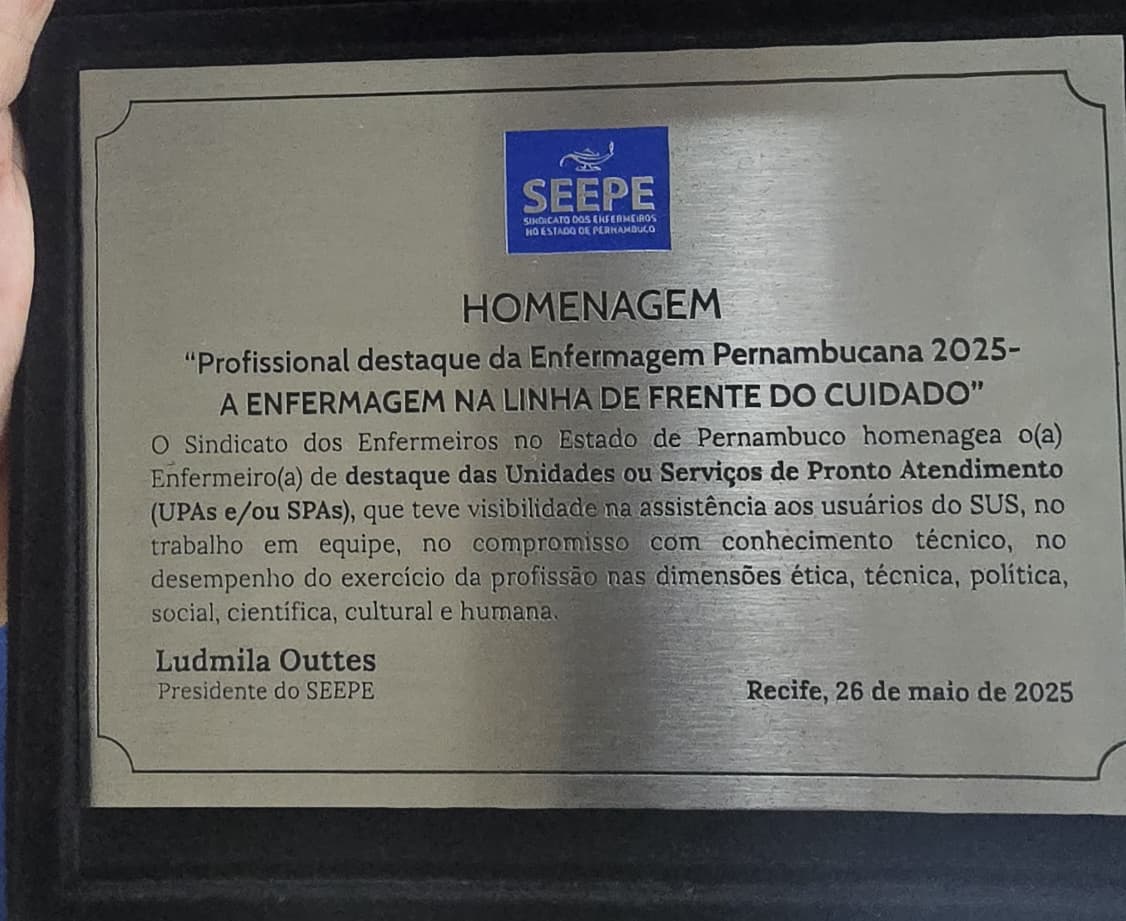 SEEPE
SINDICATO DOS ENFERMEIROS
NO ESTADO DE PERNAMBUCO
HOMENAGEM
“Profissional destaque da Enfermagem Pernambucana 2025-
A ENFERMAGEM NA LINHA DE FRENTE DO CUIDADO”
O Sindicato dos Enfermeiros no Estado de Pernambuco homenagea o(a)
Enfermeiro(a) de destaque das Unidades ou Serviços de Pronto Atendimento
(UPAs e/ou SPAs), que teve visibilidade na assistência aos usuários do SUS, no
trabalho em equipe, no compromisso com conhecimento técnico, no
desempenho do exercício da profissão nas dimensões ética, técnica, política,
social, científica, cultural e humana.
Ludmila Outtes
Presidente do SEEPE
Recife, 26 de maio de 2025